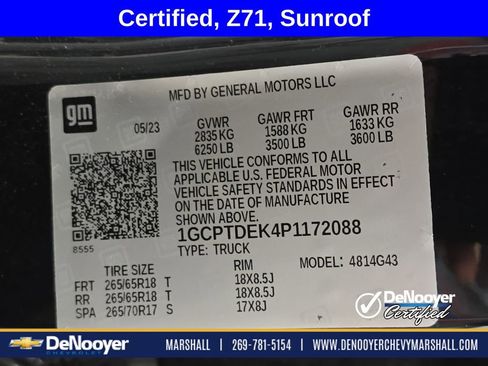 Certified, Z71, Sunroof
MFD BY GENERAL MOTORS LLC
gm
05/23
GVWR GAWR FRT GAWR RR
2835 KG 1588 KG 1633 KG
6250 LB 3500 LB 3600 LB
THIS VEHICLE CONFORMS TO ALL
APPLICABLE U.S. FEDERAL MOTOR
VEHICLE SAFETY STANDARDS IN EFFECT
ON THE DATE OF MANUFACTURE
SHOWN ABOVE.
1GCPTDEK4P1172088
8555
TYPE: TRUCK
TIRE SIZE RIM MODEL: 4814G43
FRT 265/65R18 T 18X8.5J
RR 265/65R18 T 18X8.5J
SPA 265/70R17 S 17X8J
DeNooyer
Certified
DeNooyer
CHEVROLET
MARSHALL | 269-781-5154 | WWW.DENOOYERCHEVYMARSHALL.COM